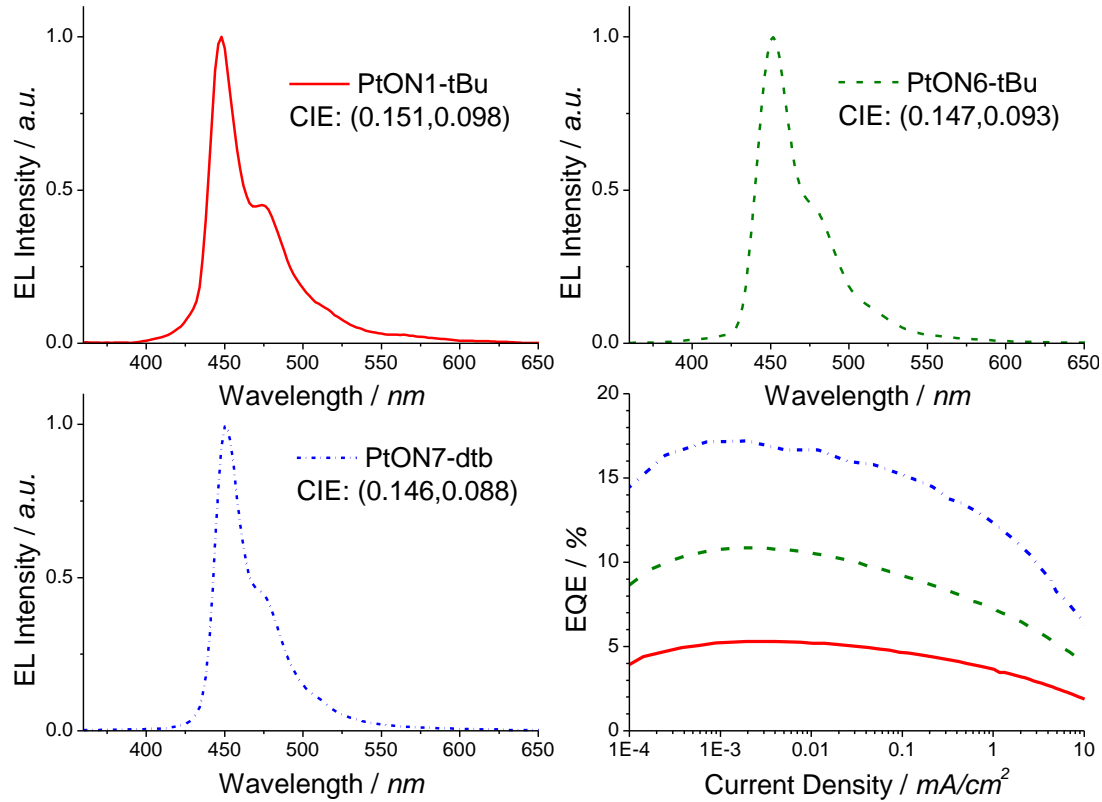 EL Intensity / a.u.
1.0
0.5
0.0
PtON1-tBu
CIE: (0.151,0.098)
400 450 500 550 600 650
Wavelength / nm
EL Intensity / a.u.
1.0
0.5
0.0
PtON6-tBu
CIE: (0.147,0.093)
400 450 500 550 600 650
Wavelength / nm
EL Intensity / a.u.
1.0
0.5
0.0
PtON7-dtb
CIE: (0.146,0.088)
400 450 500 550 600 650
Wavelength / nm
EQE / %
20
15
10
5
0
1E-4 1E-3 0.01 0.1 1 10
Current Density / mA/cm²